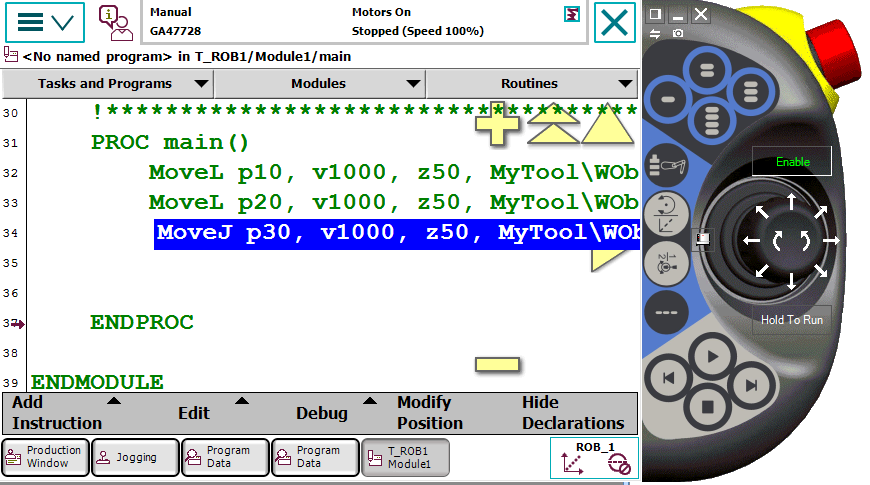 Manual
GA47728
Motors On
Stopped (Speed 100%)
<No named program> in T_ROB1/Module1/main
Tasks and Programs
Modules
Routines
30 !************************************
31 PROC main()
32 MoveL p10, v1000, z50, MyTool\WOb
33 MoveL p20, v1000, z50, MyTool\WOb
34 MoveJ p30, v1000, z50, MyTool\WOb
35
36
37 ENDPROC
38
39 ENDMODULE
Add
Instruction
Edit
Debug
Modify
Position
Hide
Declarations
Production
Window
Jogging
Program
Data
Program
Data
T_ROB1
Module1
ROB_1
Enable
Hold To Run